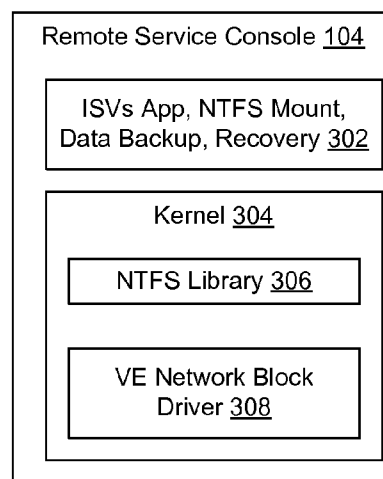 Remote Service Console 104
ISVs App, NTFS Mount,
Data Backup, Recovery 302
Kernel 304
NTFS Library 306
VE Network Block
Driver 308